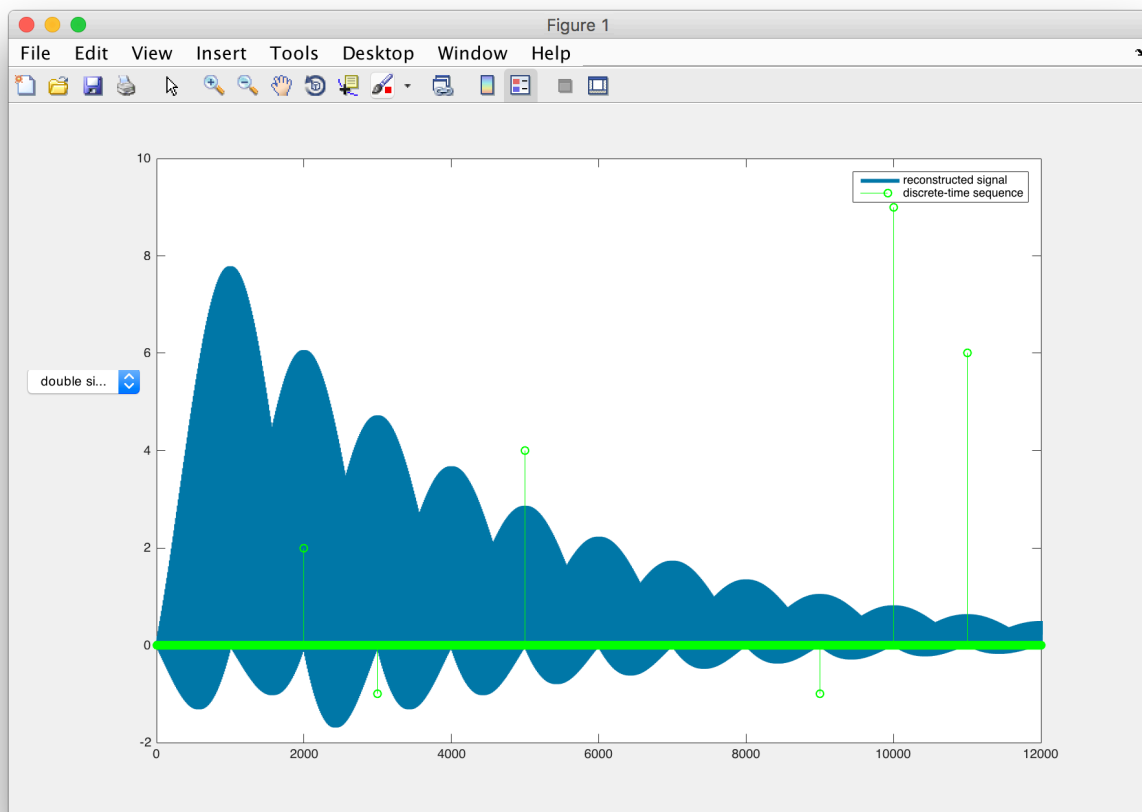 Figure 1
File Edit View Insert Tools Desktop Window Help
reconstructed signal
discrete-time sequence
double si...
10
8
6
4
2
0
-2
0 2000 4000 6000 8000 10000 12000